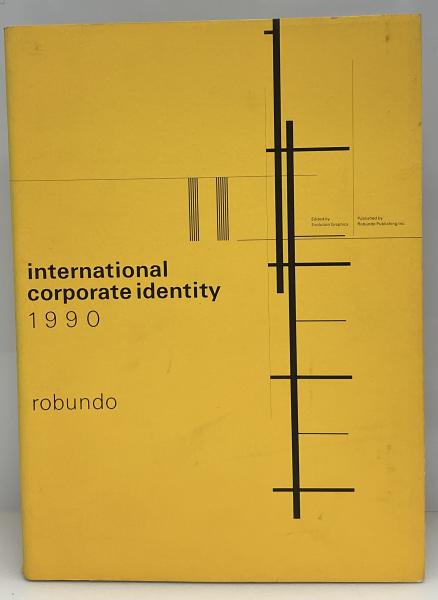 Edited by
Evolution Graphics
Published by
Robundo Publishing Inc.
international
corporate identity
1990
robundo